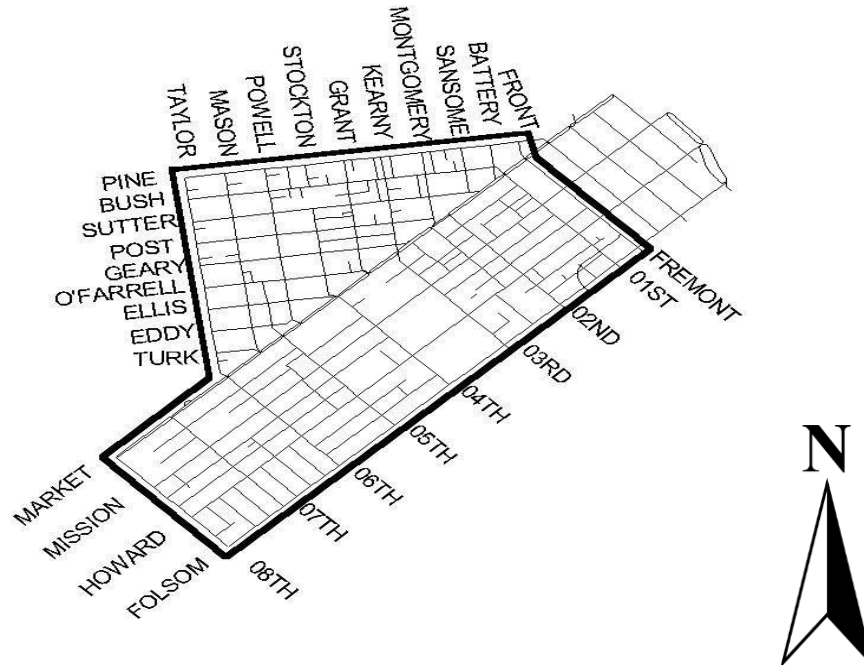 TAYLOR
MASON
POWELL
STOCKTON
GRANT
KEARNY
MONTGOMERY
SANSOME
BATTERY
FRONT
PINE
BUSH
SUTTER
POST
GEARY
O'FARRELL
ELLIS
EDDY
TURK
MARKET
MISSION
HOWARD
FOLSOM
08TH
07TH
06TH
05TH
04TH
03RD
02ND
01ST
FREMONT
N